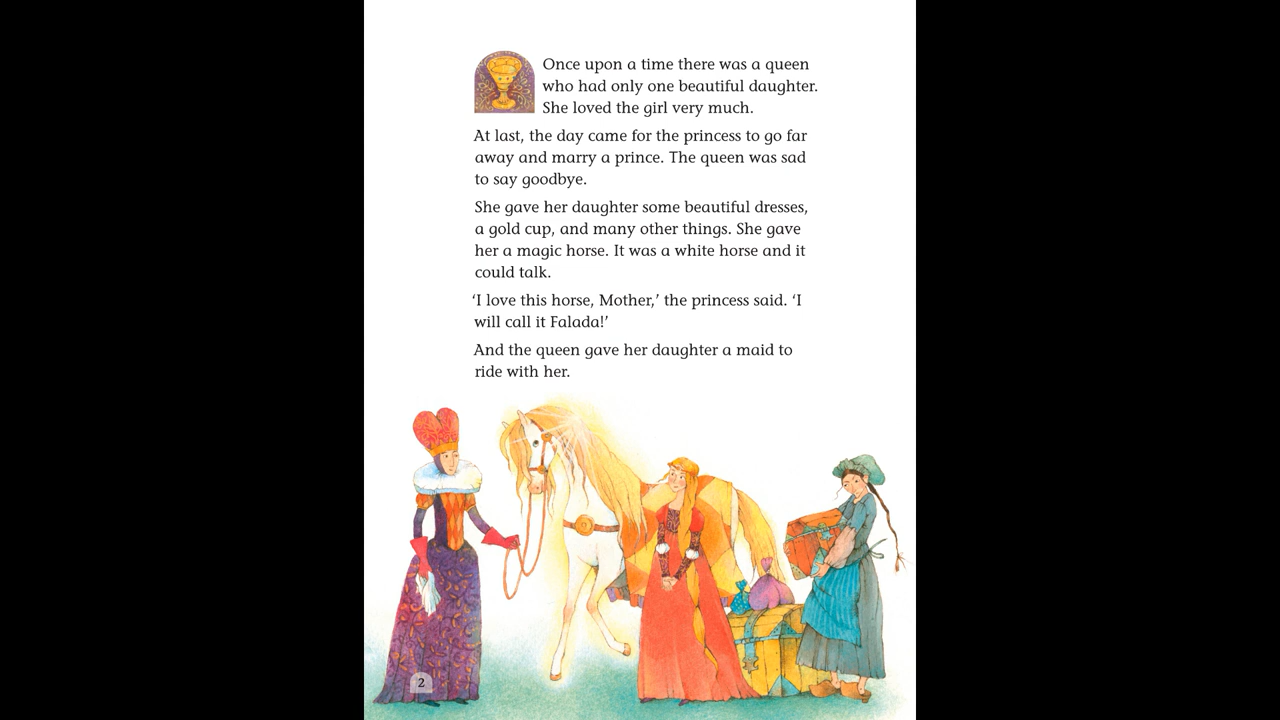 Once upon a time there was a queen
who had only one beautiful daughter.
She loved the girl very much.
At last, the day came for the princess to go far
away and marry a prince. The queen was sad
to say goodbye.
She gave her daughter some beautiful dresses,
a gold cup, and many other things. She gave
her a magic horse. It was a white horse and it
could talk.
‘I love this horse, Mother,’ the princess said. ‘I
will call it Falada!’
And the queen gave her daughter a maid to
ride with her.
2